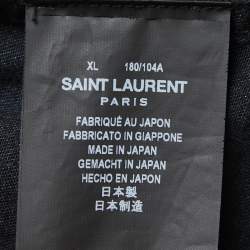 XL 180/104A
SAINT LAURENT
PARIS
FABRIQUÉ AU JAPON
FABBRICATO IN GIAPPONE
MADE IN JAPAN
GEMACHT IN JAPAN
HECHO EN JAPON
日本製
日本制造